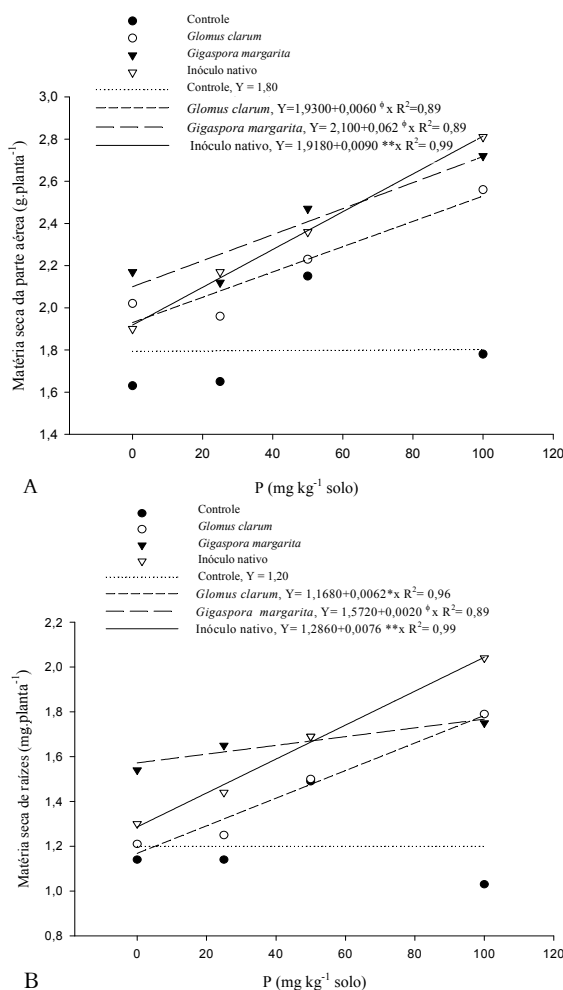 Controle
Glomus clarum
Gigaspora margarita
Inóculo nativo
Controle, Y = 1,80
Glomus clarum, Y=1,9300+0,0060 ᶲ x R²=0,89
Gigaspora margarita, Y = 2,100+0,062 ᶲ x R²= 0,89
Inóculo nativo, Y = 1,9180+0,0090 **x R²= 0,99
Matéria seca da parte aérea (g.planta⁻¹)
3,0
2,8
2,6
2,4
2,2
2,0
1,8
1,6
1,4
0 20 40 60 80 100 120
P (mg kg⁻¹ solo)
A
Controle
Glomus clarum
Gigaspora margarita
Inóculo nativo
Controle, Y = 1,20
Glomus clarum, Y= 1,1680+0,0062*x R²= 0,96
Gigaspora margarita, Y= 1,5720+0,0020 ᶲ x R²= 0,89
Inóculo nativo, Y= 1,2860+0,0076 **x R²= 0,99
Matéria seca de raízes (mg.planta⁻¹)
2,2
2,0
1,8
1,6
1,4
1,2
1,0
0,8
0 20 40 60 80 100 120
P (mg kg⁻¹ solo)
B